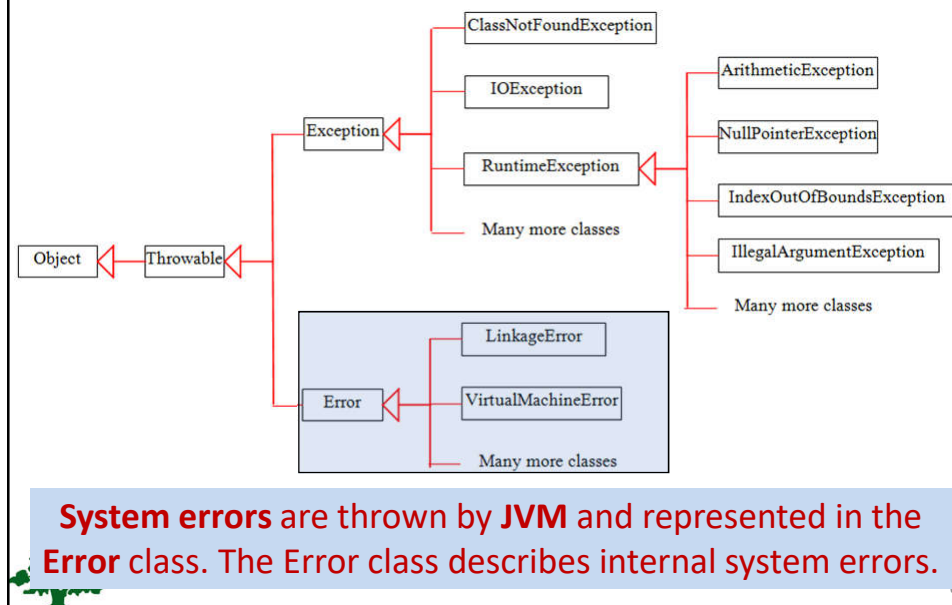 ClassNotFoundException
IOException
Exception
RuntimeException
Many more classes
ArithmeticException
NullPointerException
IndexOutOfBoundsException
IllegalArgumentException
Many more classes
Object
Throwable
LinkageError
Error
VirtualMachineError
Many more classes
System errors are thrown by JVM and represented in the
Error class. The Error class describes internal system errors.